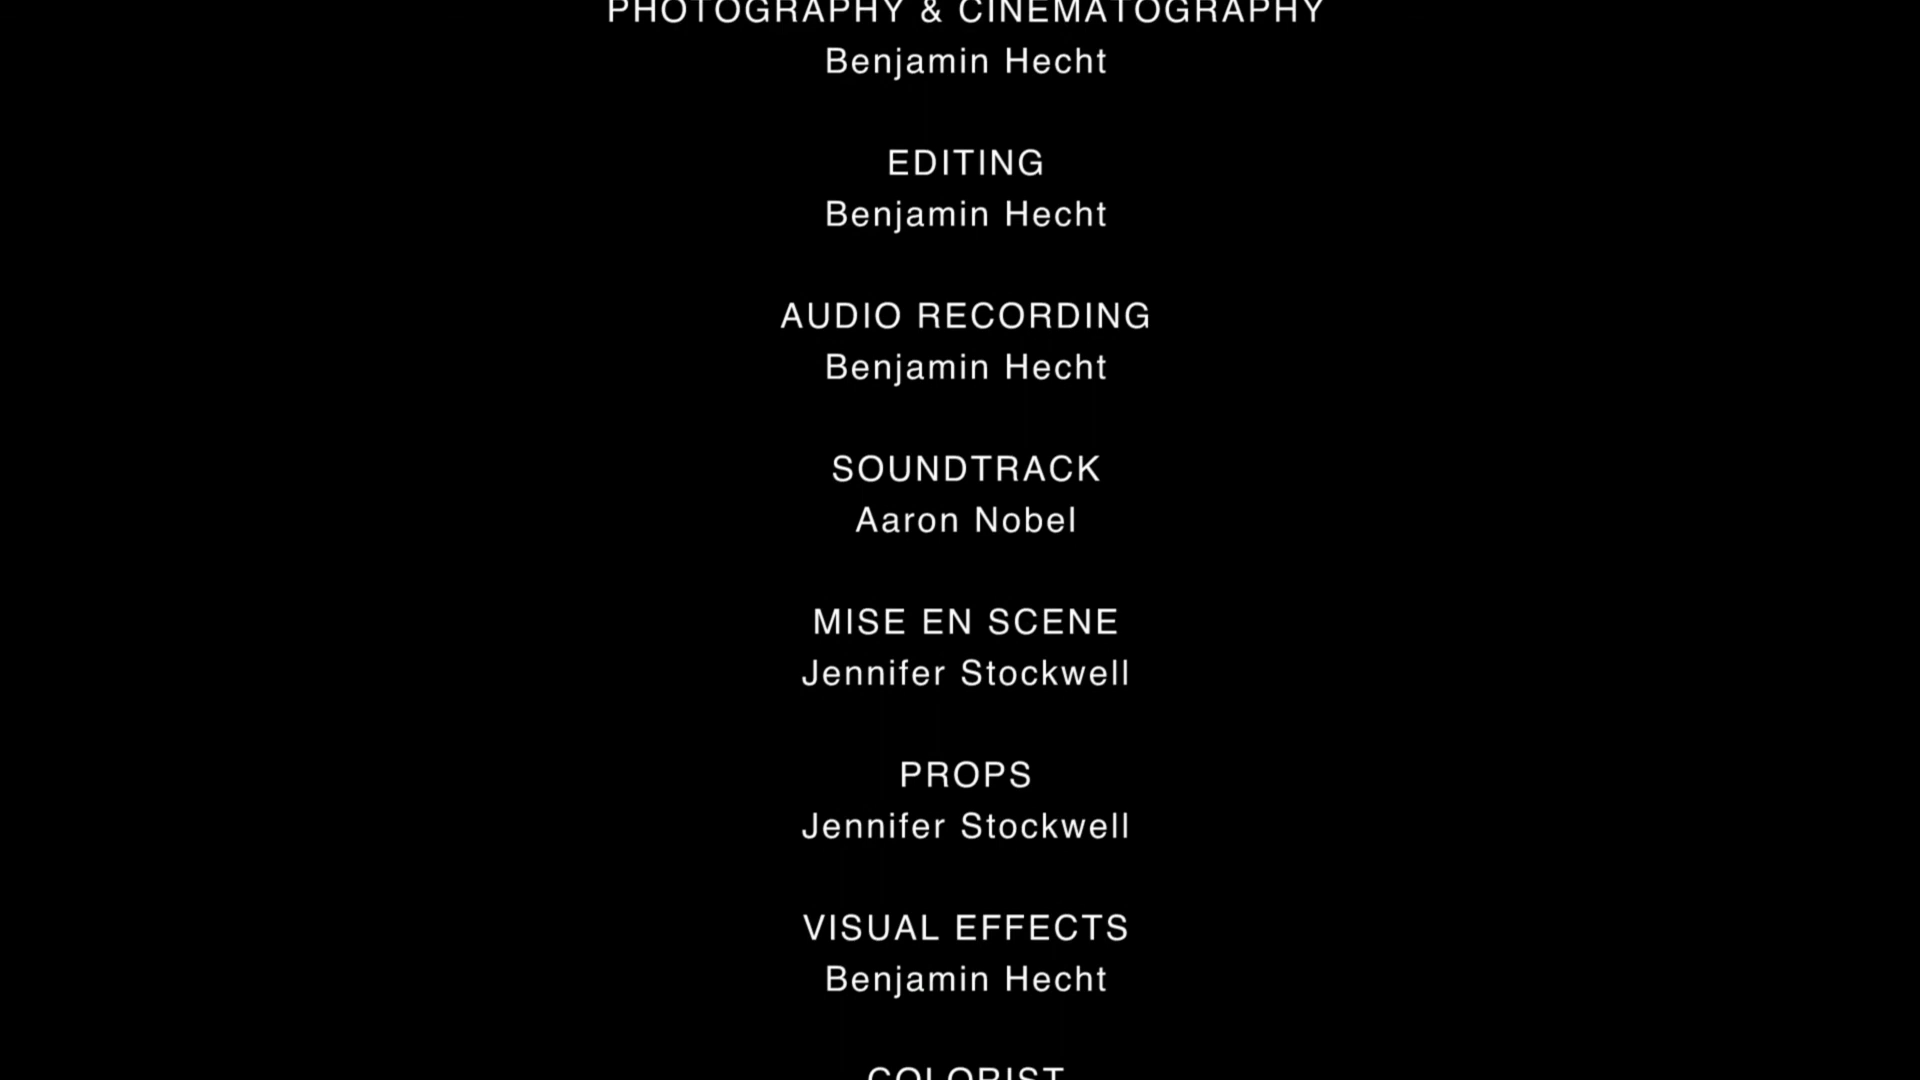 PHOTOGRAPHY & CINEMATOGRAPHY
Benjamin Hecht
EDITING
Benjamin Hecht
AUDIO RECORDING
Benjamin Hecht
SOUNDTRACK
Aaron Nobel
MISE EN SCENE
Jennifer Stockwell
PROPS
Jennifer Stockwell
VISUAL EFFECTS
Benjamin Hecht
COLORIST